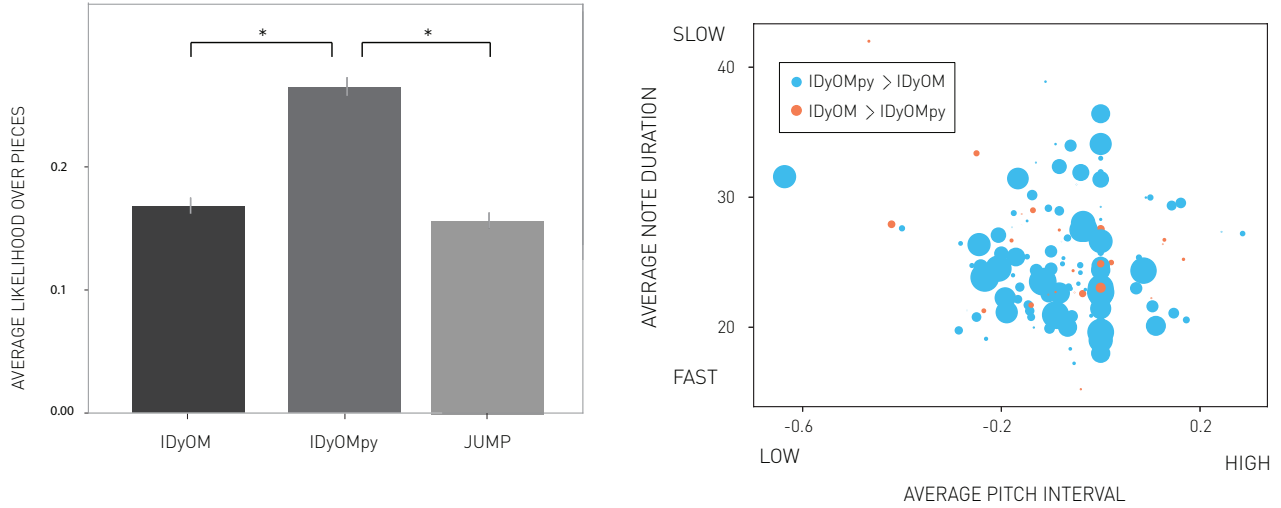 AVERAGE LIKELIHOOD OVER PIECES
0.2
0.1
0.00
*
*
IDyOM
IDyOMpy
JUMP
AVERAGE NOTE DURATION
SLOW
40
30
20
FAST
IDyOMpy > IDyOM
IDyOM > IDyOMpy
-0.6
-0.2
0.2
LOW
HIGH
AVERAGE PITCH INTERVAL